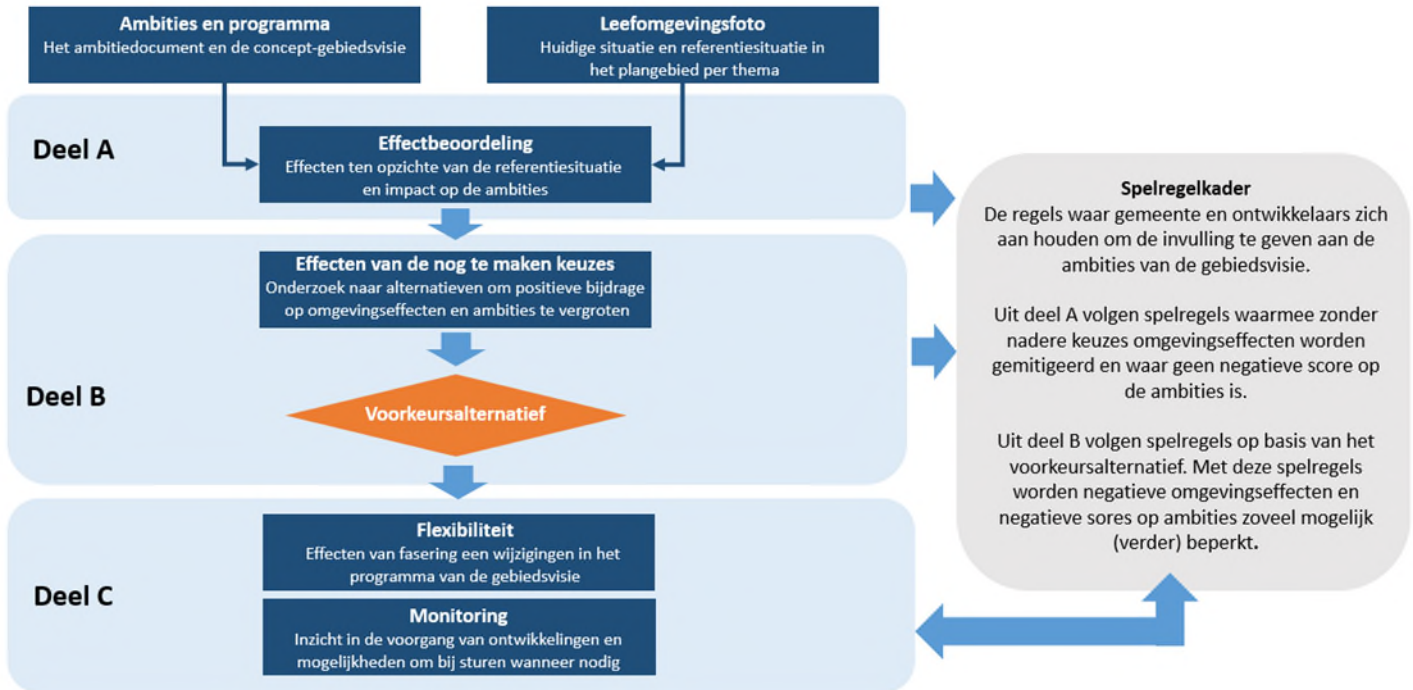 Ambities en programma
Het ambitiedocument en de concept-gebiedsvisie
Leefomgevingsfoto
Huidige situatie en referentiesituatie in
het plangebied per thema
Deel A
Effectbeoordeling
Effecten ten opzichte van de referentiesituatie
en impact op de ambities
Deel B
Effecten van de nog te maken keuzes
Onderzoek naar alternatieven om positieve bijdrage
op omgevingseffecten en ambities te vergroten
Voorkeursalternatief
Deel C
Flexibiliteit
Effecten van fasering een wijzigingen in het
programma van de gebiedsvisie
Monitoring
Inzicht in de voorgang van ontwikkelingen en
mogelijkheden om bij sturen wanneer nodig
Spelregelkader
De regels waar gemeente en ontwikkelaars zich
aan houden om de invulling te geven aan de
ambities van de gebiedsvisie.
Uit deel A volgen spelregels waarmee zonder
nadere keuzes omgevingseffecten worden
gemitigeerd en waar geen negatieve score op
de ambities is.
Uit deel B volgen spelregels op basis van het
voorkeursalternatief. Met deze spelregels
worden negatieve omgevingseffecten en
negatieve sores op ambities zoveel mogelijk
(verder) beperkt.